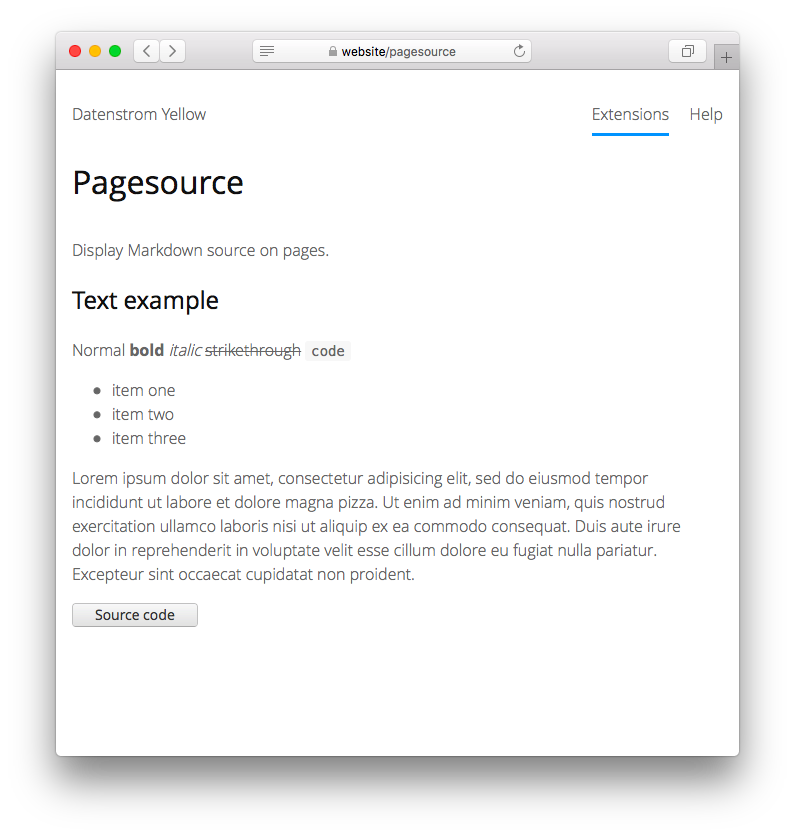 website/pagesource
Datenstrom Yellow
Extensions
Help
Pagesource
Display Markdown source on pages.
Text example
Normal bold italic strikethrough code
item one
item two
item three
Lorem ipsum dolor sit amet, consectetur adipisicing elit, sed do eiusmod tempor
incididunt ut labore et dolore magna pizza. Ut enim ad minim veniam, quis nostrud
exercitation ullamco laboris nisi ut aliquip ex ea commodo consequat. Duis aute irure
dolor in reprehenderit in voluptate velit esse cillum dolore eu fugiat nulla pariatur.
Excepteur sint occaecat cupidatat non proident.
Source code